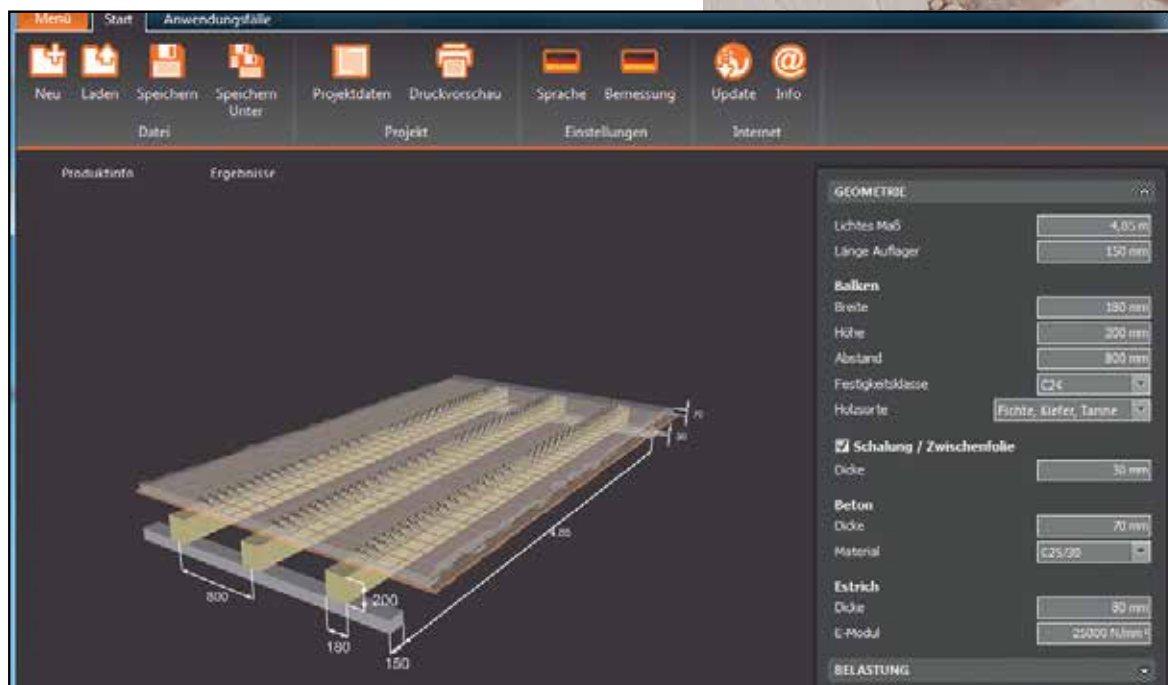 Menü Start Anwendungsfälle
Neu Laden Speichern Speichern Unter Projektdaten Druckvorschau Sprache Bemessung Update Info
Datei Projekt Einstellungen Internet
Produktinfo Ergebnisse
GEOMETRIE
Lichtes Maß 4,85 m
Länge Auflager 150 mm
Balken
Breite 180 mm
Höhe 200 mm
Abstand 800 mm
Festigkeitsklasse C24
Holzsorte Fichte, Kiefer, Tanne
Schalung / Zwischenfolie
Dicke 30 mm
Beton
Dicke 70 mm
Material C25/30
Estrich
Dicke 80 mm
E-Modul 25000 N/mm²
BELASTUNG
70
30
4.85
800
200
180
150